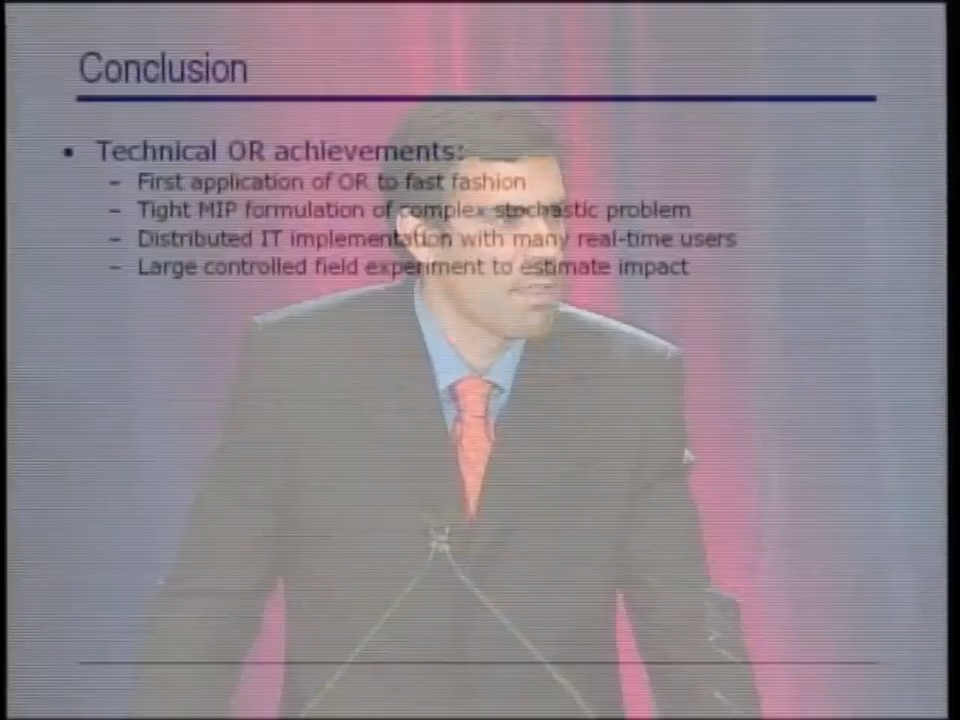 Conclusion
• Technical OR achievements:
– First application of OR to fast fashion
– Tight MIP formulation of complex stochastic problem
– Distributed IT implementation with many real-time users
– Large controlled field experiment to estimate impact